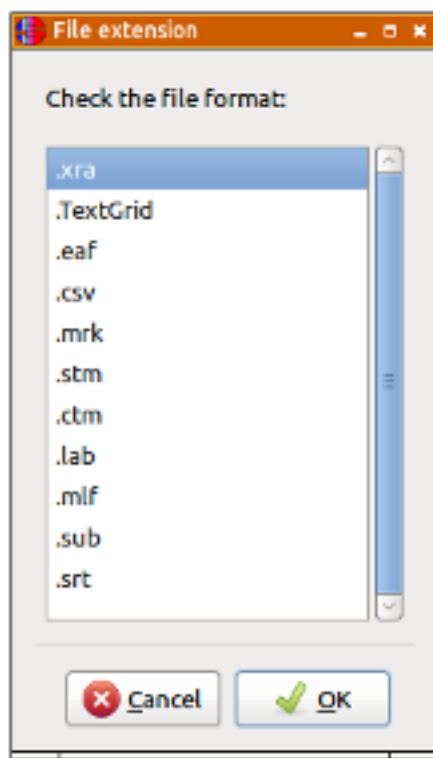 File extension
Check the file format:
.xra
.TextGrid
.eaf
.csv
.mrk
.stm
.ctm
.lab
.mlf
.sub
.srt
Cancel OK